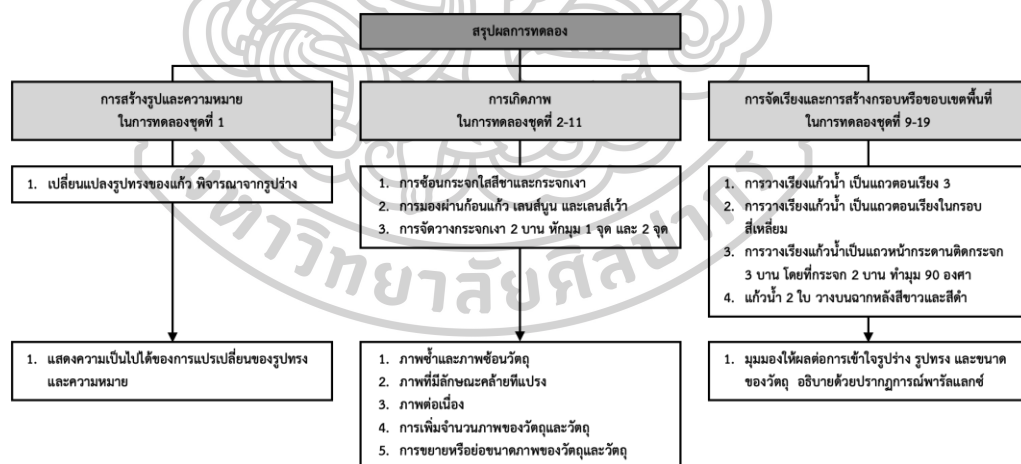 สรุปผลการทดลอง
การสร้างรูปและความหมาย
ในการทดลองชุดที่ 1
1. เปลี่ยนแปลงรูปทรงของแก้ว พิจารณาจากรูปร่าง
1. แสดงความเป็นไปได้ของการแปรเปลี่ยนของรูปทรง
และความหมาย
การเกิดภาพ
ในการทดลองชุดที่ 2-11
1. การซ้อนกระจกใสสีชาและกระจกเงา
2. การมองผ่านก้อนแก้ว เลนส์นูน และเลนส์เว้า
3. การจัดวางกระจกเงา 2 บาน หักมุม 1 จุด และ 2 จุด
1. ภาพซ้ำและภาพซ้อนวัตถุ
2. ภาพที่มีลักษณะคล้ายทีแปรง
3. ภาพต่อเนื่อง
4. การเพิ่มจำนวนภาพของวัตถุและวัตถุ
5. การขยายหรือย่อขนาดภาพของวัตถุและวัตถุ
การจัดเรียงและการสร้างกรอบหรือขอบเขตพื้นที่
ในการทดลองชุดที่ 9-19
1. การวางเรียงแก้วน้ำ เป็นแถวตอนเรียง 3
2. การวางเรียงแก้วน้ำ เป็นแถวตอนเรียงในกรอบ
สี่เหลี่ยม
3. การวางเรียงแก้วน้ำเป็นแถวหน้ากระดานติดกระจก
3 บาน โดยที่กระจก 2 บาน ทำมุม 90 องศา
4. แก้วน้ำ 2 ใบ วางบนฉากหลังสีขาวและสีดำ
1. มุมมองให้ผลต่อการเข้าใจรูปร่าง รูปทรง และขนาด
ของวัตถุ อธิบายด้วยปรากฏการณ์พารัลแลกซ์
มหาวิทยาลัยศิลปากร